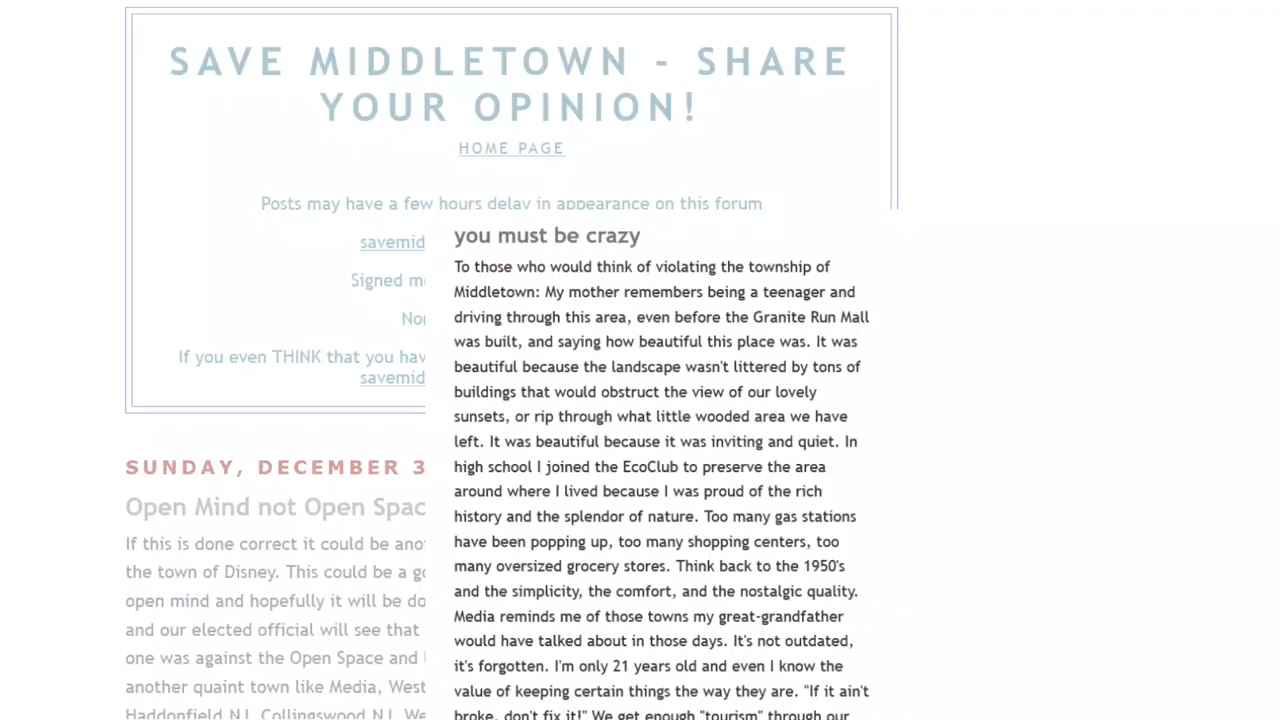 SAVE MIDDLETOWN - SHARE
YOUR OPINION!
HOME PAGE
Posts may have a few hours delay in appearance on this forum
savemid
Signed m
No
If you even THINK that you hav
savemid
SUNDAY, DECEMBER 3
Open Mind not Open Spac
If this is done correct it could be ano
the town of Disney. This could be a go
open mind and hopefully it will be do
and our elected official will see that
one was against the Open Space and
another quaint town like Media, West
Haddonfield NJ, Collingswood NJ, We
you must be crazy
To those who would think of violating the township of
Middletown: My mother remembers being a teenager and
driving through this area, even before the Granite Run Mall
was built, and saying how beautiful this place was. It was
beautiful because the landscape wasn't littered by tons of
buildings that would obstruct the view of our lovely
sunsets, or rip through what little wooded area we have
left. It was beautiful because it was inviting and quiet. In
high school I joined the EcoClub to preserve the area
around where I lived because I was proud of the rich
history and the splendor of nature. Too many gas stations
have been popping up, too many shopping centers, too
many oversized grocery stores. Think back to the 1950's
and the simplicity, the comfort, and the nostalgic quality.
Media reminds me of those towns my great-grandfather
would have talked about in those days. It's not outdated,
it's forgotten. I'm only 21 years old and even I know the
value of keeping certain things the way they are. "If it ain't
broke, don't fix it!" We get enough "tourism" through our